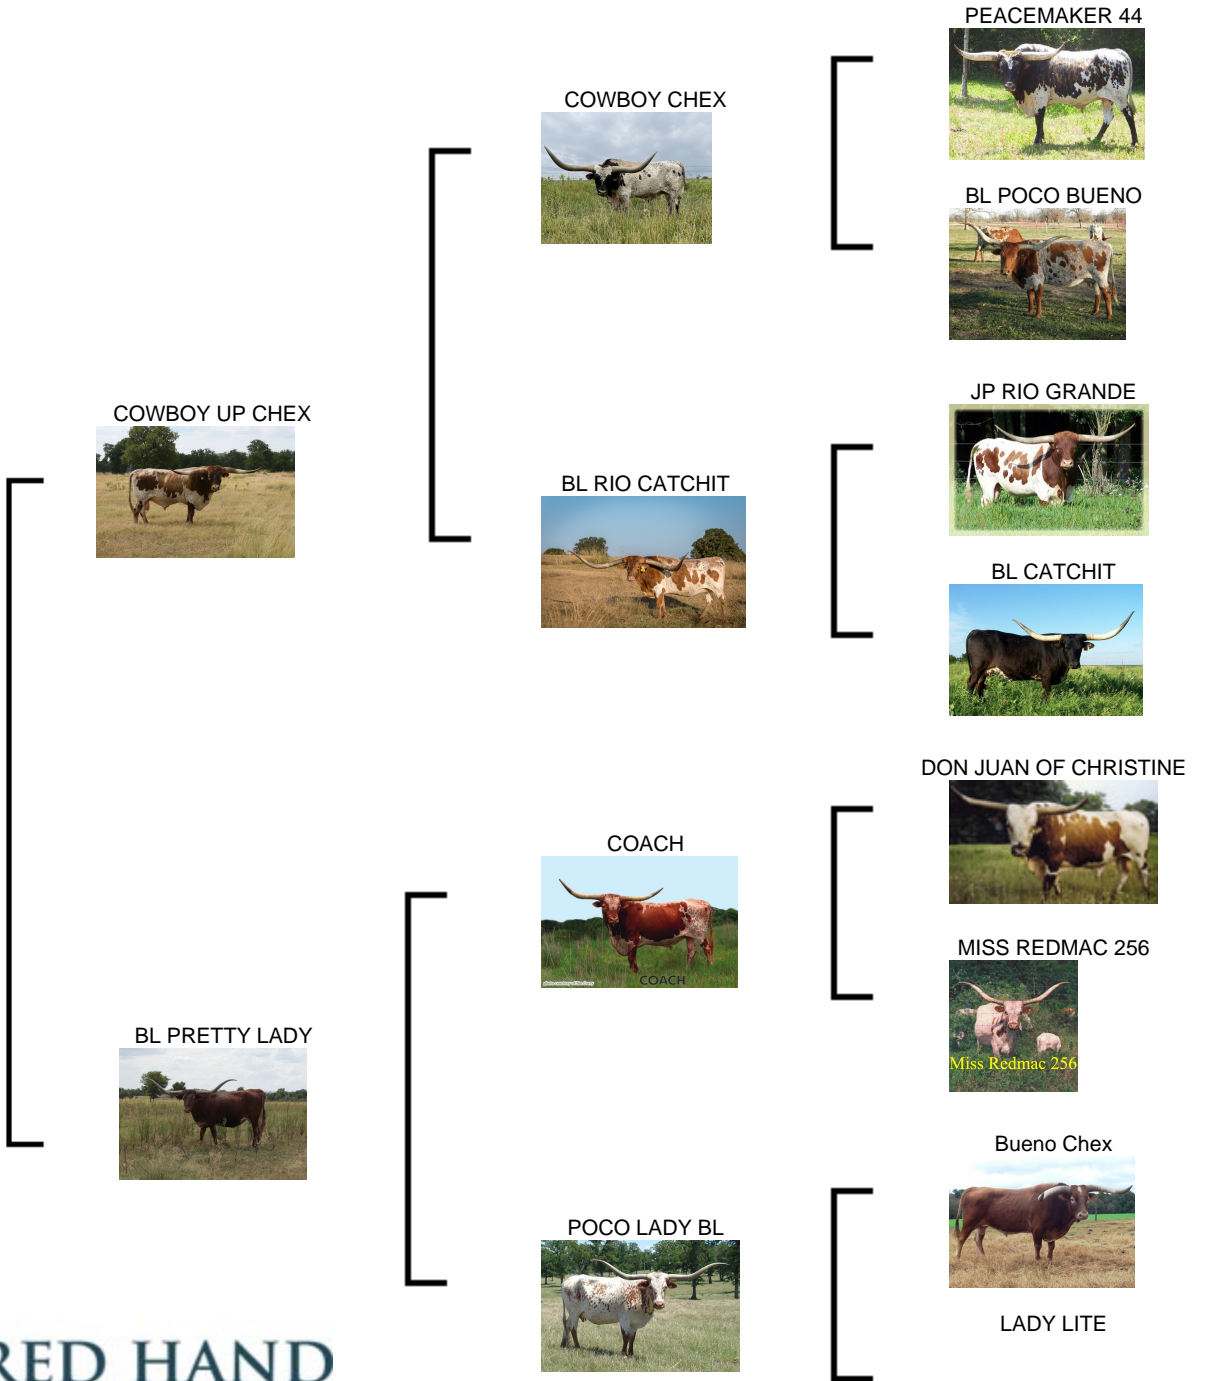 PEACEMAKER 44
COWBOY CHEX
BL POCO BUENO
JP RIO GRANDE
COWBOY UP CHEX
BL RIO CATCHIT
BL CATCHIT
DON JUAN OF CHRISTINE
COACH
COACH
MISS REDMAC 256
Miss Redmac 256
BL PRETTY LADY
Bueno Chex
POCO LADY BL
LADY LITE
RED HAND